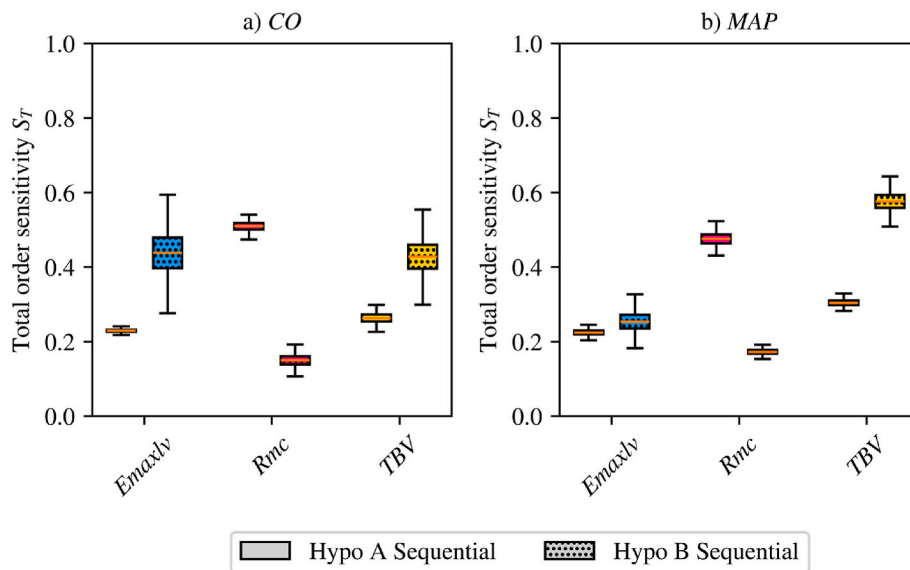 a) CO
Total order sensitivity S_T
1.0
0.8
0.6
0.4
0.2
0.0
Emaxlv
Rmc
TBV
b) MAP
Total order sensitivity S_T
1.0
0.8
0.6
0.4
0.2
0.0
Emaxlv
Rmc
TBV
Hypo A Sequential
Hypo B Sequential